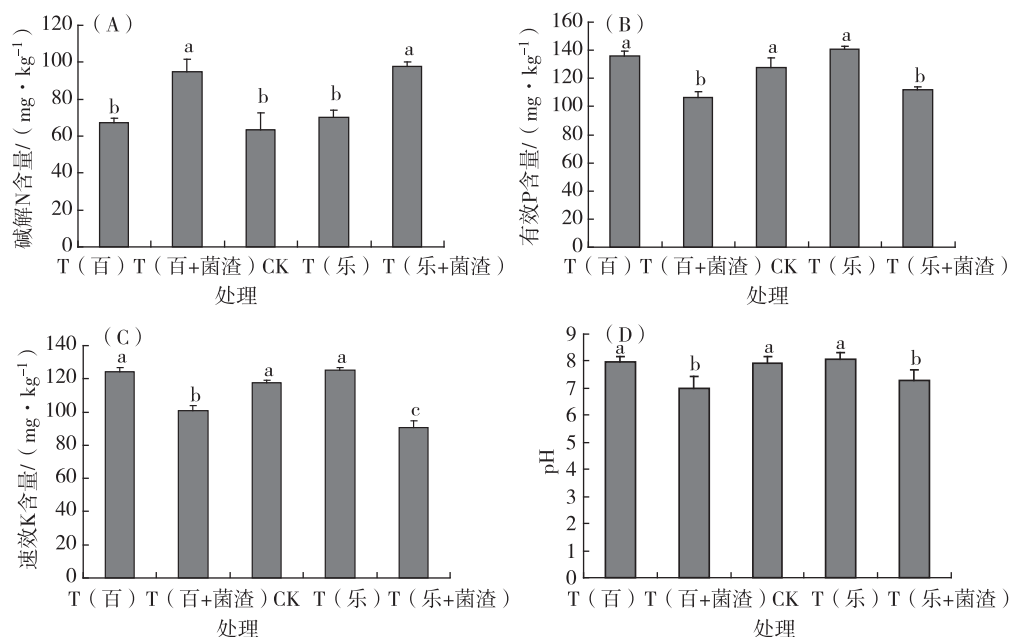 （A）
碱解N含量/（mg·kg⁻¹）
120
100
80
60
40
20
0
b
a
b
b
a
T（百） T（百+菌渣）CK T（乐） T（乐+菌渣）
处理
（B）
有效P含量/（mg·kg⁻¹）
160
140
120
100
80
60
40
20
0
a
b
a
a
b
T（百） T（百+菌渣）CK T（乐） T（乐+菌渣）
处理
（C）
速效K含量/（mg·kg⁻¹）
140
120
100
80
60
40
20
0
a
b
a
a
c
T（百） T（百+菌渣）CK T（乐） T（乐+菌渣）
处理
（D）
pH
9
8
7
6
5
4
3
2
1
0
a
b
a
a
b
T（百） T（百+菌渣）CK T（乐） T（乐+菌渣）
处理